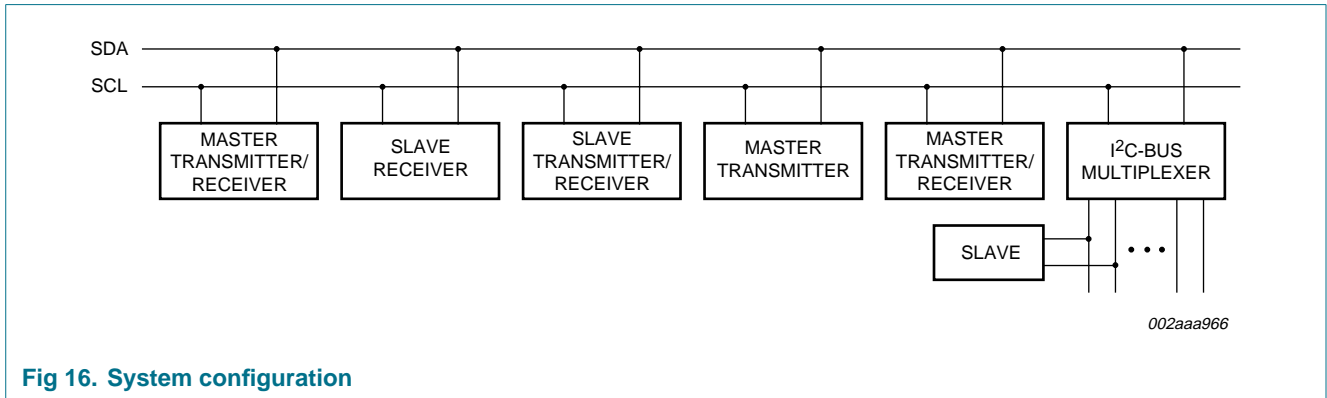 SDA
SCL
MASTER
TRANSMITTER/
RECEIVER
SLAVE
RECEIVER
SLAVE
TRANSMITTER/
RECEIVER
MASTER
TRANSMITTER
MASTER
TRANSMITTER/
RECEIVER
I²C-BUS
MULTIPLEXER
SLAVE
002aaa966
Fig 16. System configuration